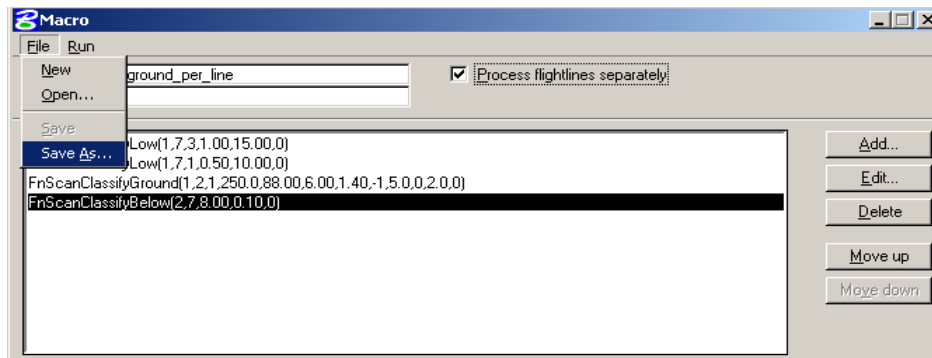 Macro
File Run
New
ground_per_line
Process flightlines separately
Open...
Save
Save As...
Low(1,7,3,1.00,15.00,0)
Low(1,7,1,0.50,10.00,0)
FnScanClassifyGround(1,2,1,250.0,88.00,6.00,1.40,-1,5.0,0,2.0,0)
FnScanClassifyBelow(2,7,8.00,0.10,0)
Add...
Edit...
Delete
Move up
Move down